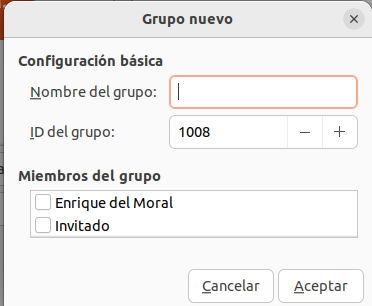 Grupo nuevo
Configuración básica
Nombre del grupo:
ID del grupo: 1008
Miembros del grupo
Enrique del Moral
Invitado
Cancelar Aceptar